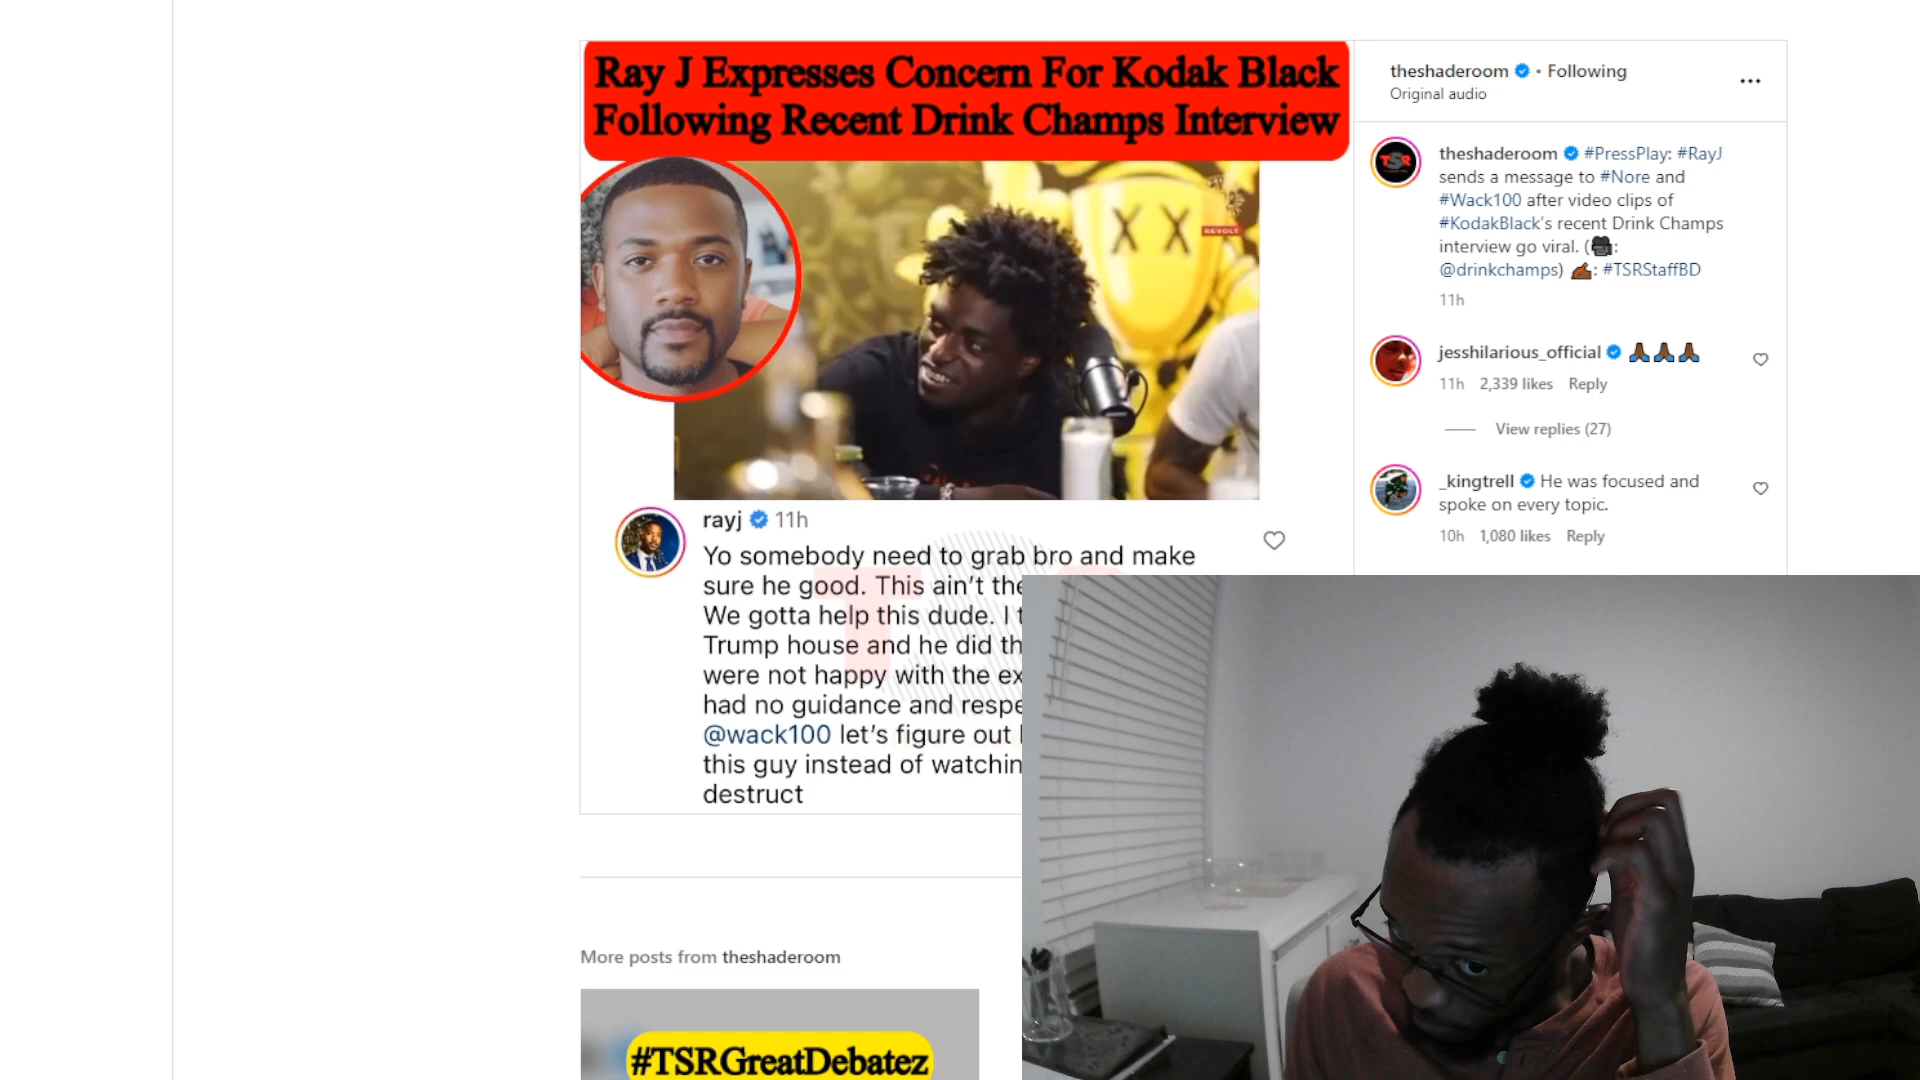 Ray J Expresses Concern For Kodak Black
Following Recent Drink Champs Interview
REVOLT
rayj 11h
Yo somebody need to grab bro and make
sure he good. This ain't the
We gotta help this dude. I
Trump house and he did
were not happy with the
had no guidance and
@wack100 let's figure out
this guy instead of
destruct
theshaderoom • Following
Original audio
TSR
theshaderoom #PressPlay: #RayJ
sends a message to #Nore and
#Wack100 after video clips of
#KodakBlack's recent Drink Champs
interview go viral. (🎥:
@drinkchamps) ✍🏾: #TSRStaffBD
11h
jesshilarious_official 🙏🏾🙏🏾🙏🏾
11h 2,339 likes Reply
View replies (27)
_kingtrell He was focused and
spoke on every topic.
10h 1,080 likes Reply
More posts from theshaderoom
#TSRGreatDebatez